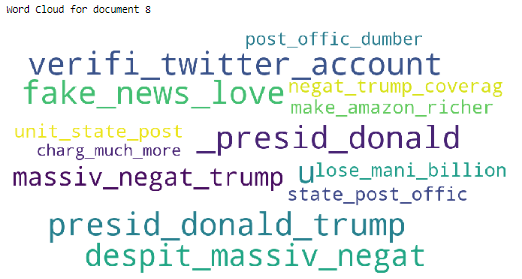 Word Cloud for document 8
post_offic_dumber
verifi_twitter_account
fake_news_love
negat_trump_coverag
make_amazon_richer
unit_state_post
_presid_donald
charg_much_more
massiv_negat_trump
u
lose_mani_billion
state_post_offic
presid_donald_trump
despit_massiv_negat